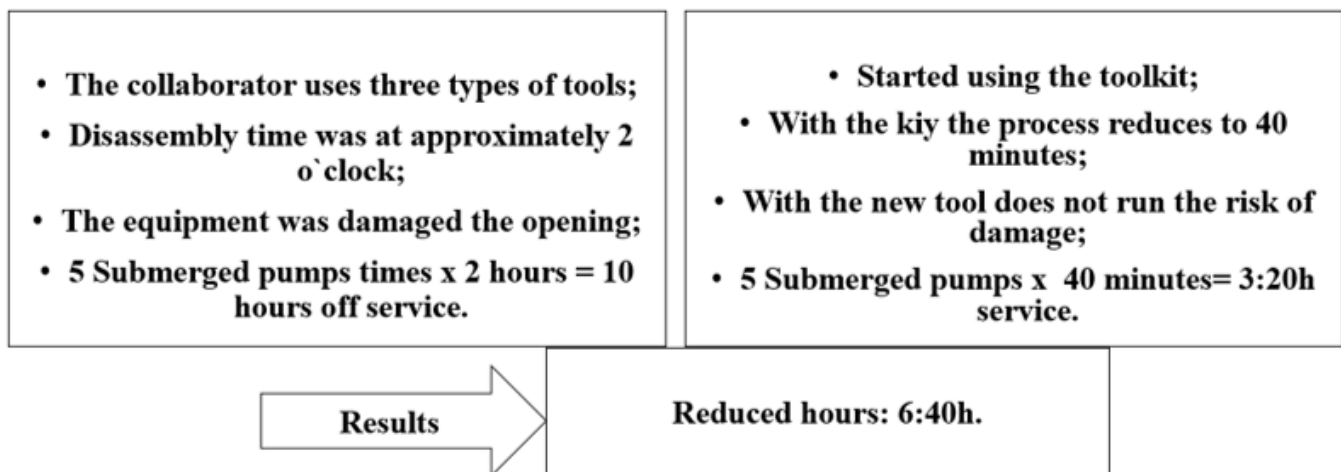 • The collaborator uses three types of tools;
• Disassembly time was at approximately 2
o`clock;
• The equipment was damaged the opening;
• 5 Submerged pumps times x 2 hours = 10
hours off service.
• Started using the toolkit;
• With the kiy the process reduces to 40
minutes;
• With the new tool does not run the risk of
damage;
• 5 Submerged pumps x 40 minutes= 3:20h
service.
Results
Reduced hours: 6:40h.